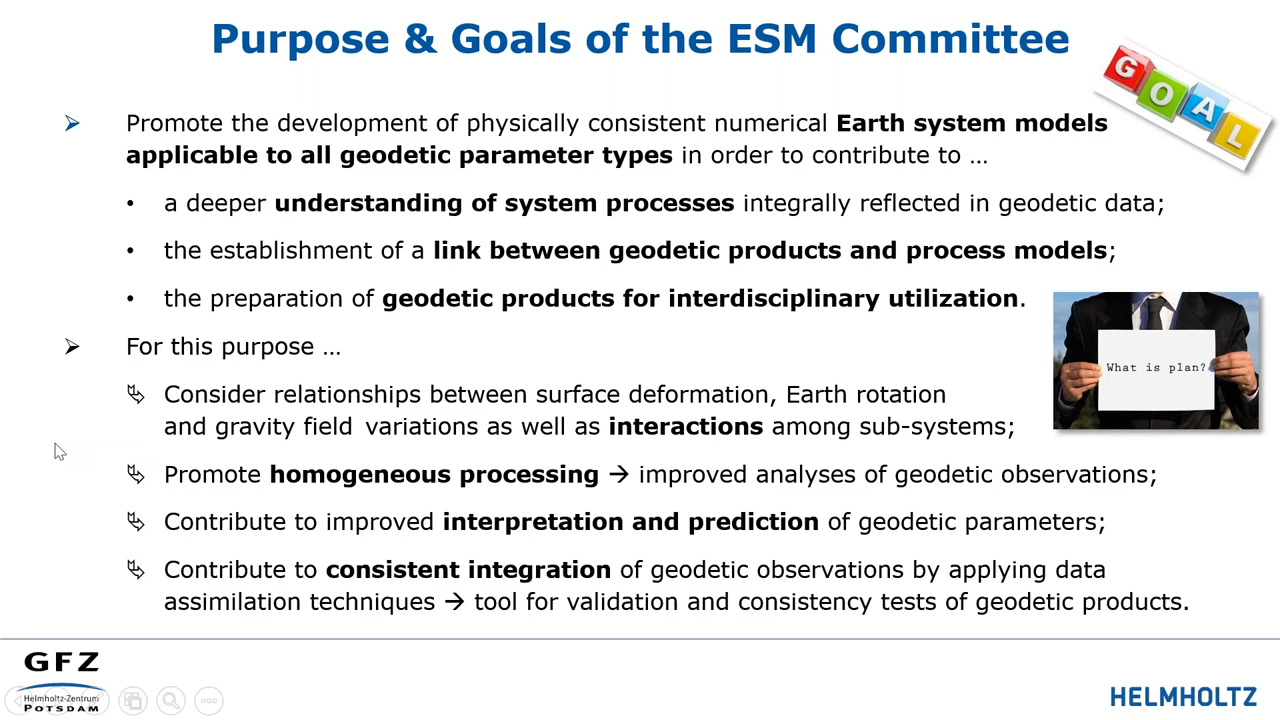 Purpose & Goals of the ESM Committee
GOAL
➢ Promote the development of physically consistent numerical Earth system models
applicable to all geodetic parameter types in order to contribute to …
• a deeper understanding of system processes integrally reflected in geodetic data;
• the establishment of a link between geodetic products and process models;
• the preparation of geodetic products for interdisciplinary utilization.
➢ For this purpose …
What is plan?
⮱ Consider relationships between surface deformation, Earth rotation
and gravity field variations as well as interactions among sub-systems;
⮱ Promote homogeneous processing → improved analyses of geodetic observations;
⮱ Contribute to improved interpretation and prediction of geodetic parameters;
⮱ Contribute to consistent integration of geodetic observations by applying data
assimilation techniques → tool for validation and consistency tests of geodetic products.
GFZ
Helmholtz-Zentrum
POTSDAM
HELMHOLTZ